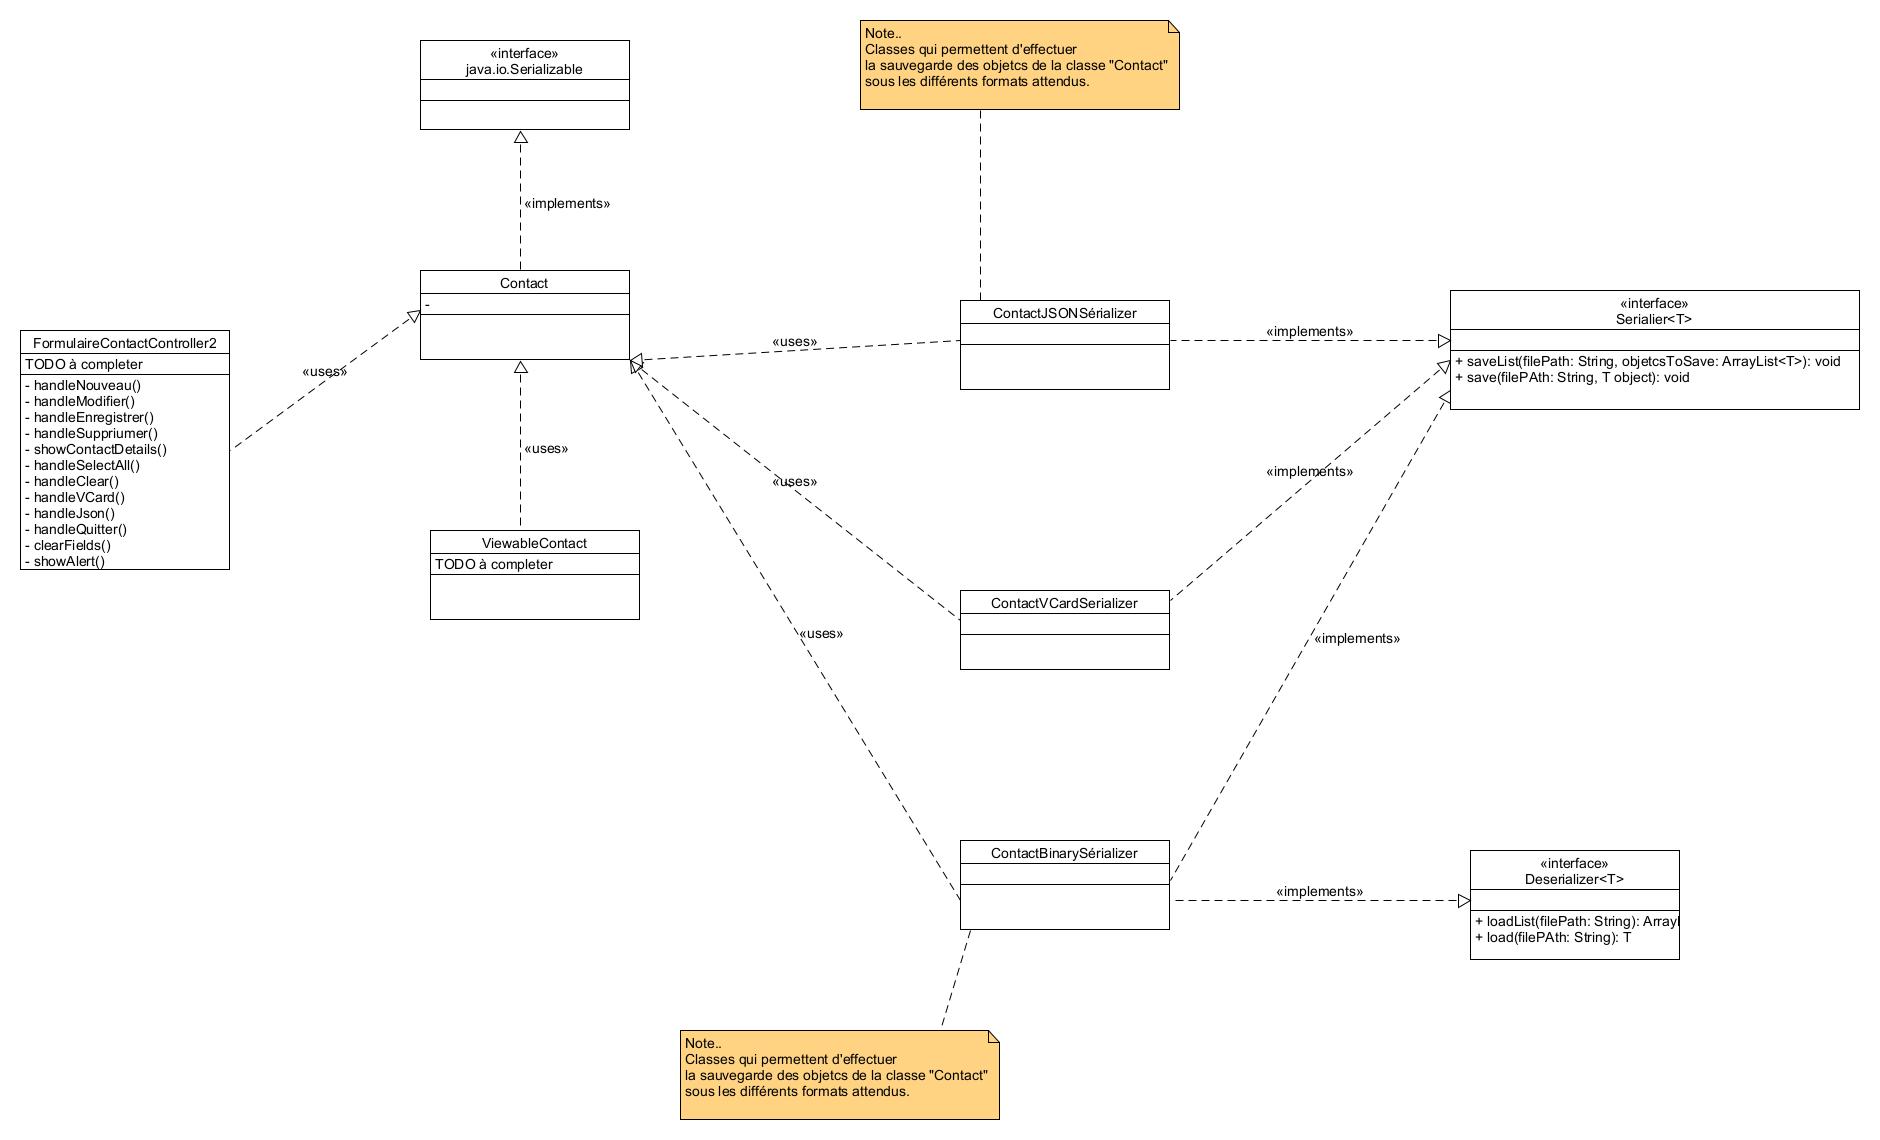 Note..
Classes qui permettent d'effectuer
la sauvegarde des objetcs de la classe "Contact"
sous les différents formats attendus.
«interface»
java.io.Serializable
«implements»
Contact
-
FormulaireContactController2
TODO à completer
- handleNouveau()
- handleModifier()
- handleEnregistrer()
- handleSuppriumer()
- showContactDetails()
- handleSelectAll()
- handleClear()
- handleVCard()
- handleJson()
- handleQuitter()
- clearFields()
- showAlert()
«uses»
«uses»
ViewableContact
TODO à completer
«uses»
ContactJSONSérializer
«implements»
«interface»
Serialier<T>
+ saveList(filePath: String, objetcsToSave: ArrayList<T>): void
+ save(filePAth: String, T object): void
«uses»
«implements»
ContactVCardSerializer
«uses»
«implements»
ContactBinarySérializer
«implements»
«interface»
Deserializer<T>
+ loadList(filePath: String): Arrayl
+ load(filePAth: String): T
Note..
Classes qui permettent d'effectuer
la sauvegarde des objetcs de la classe "Contact"
sous les différents formats attendus.